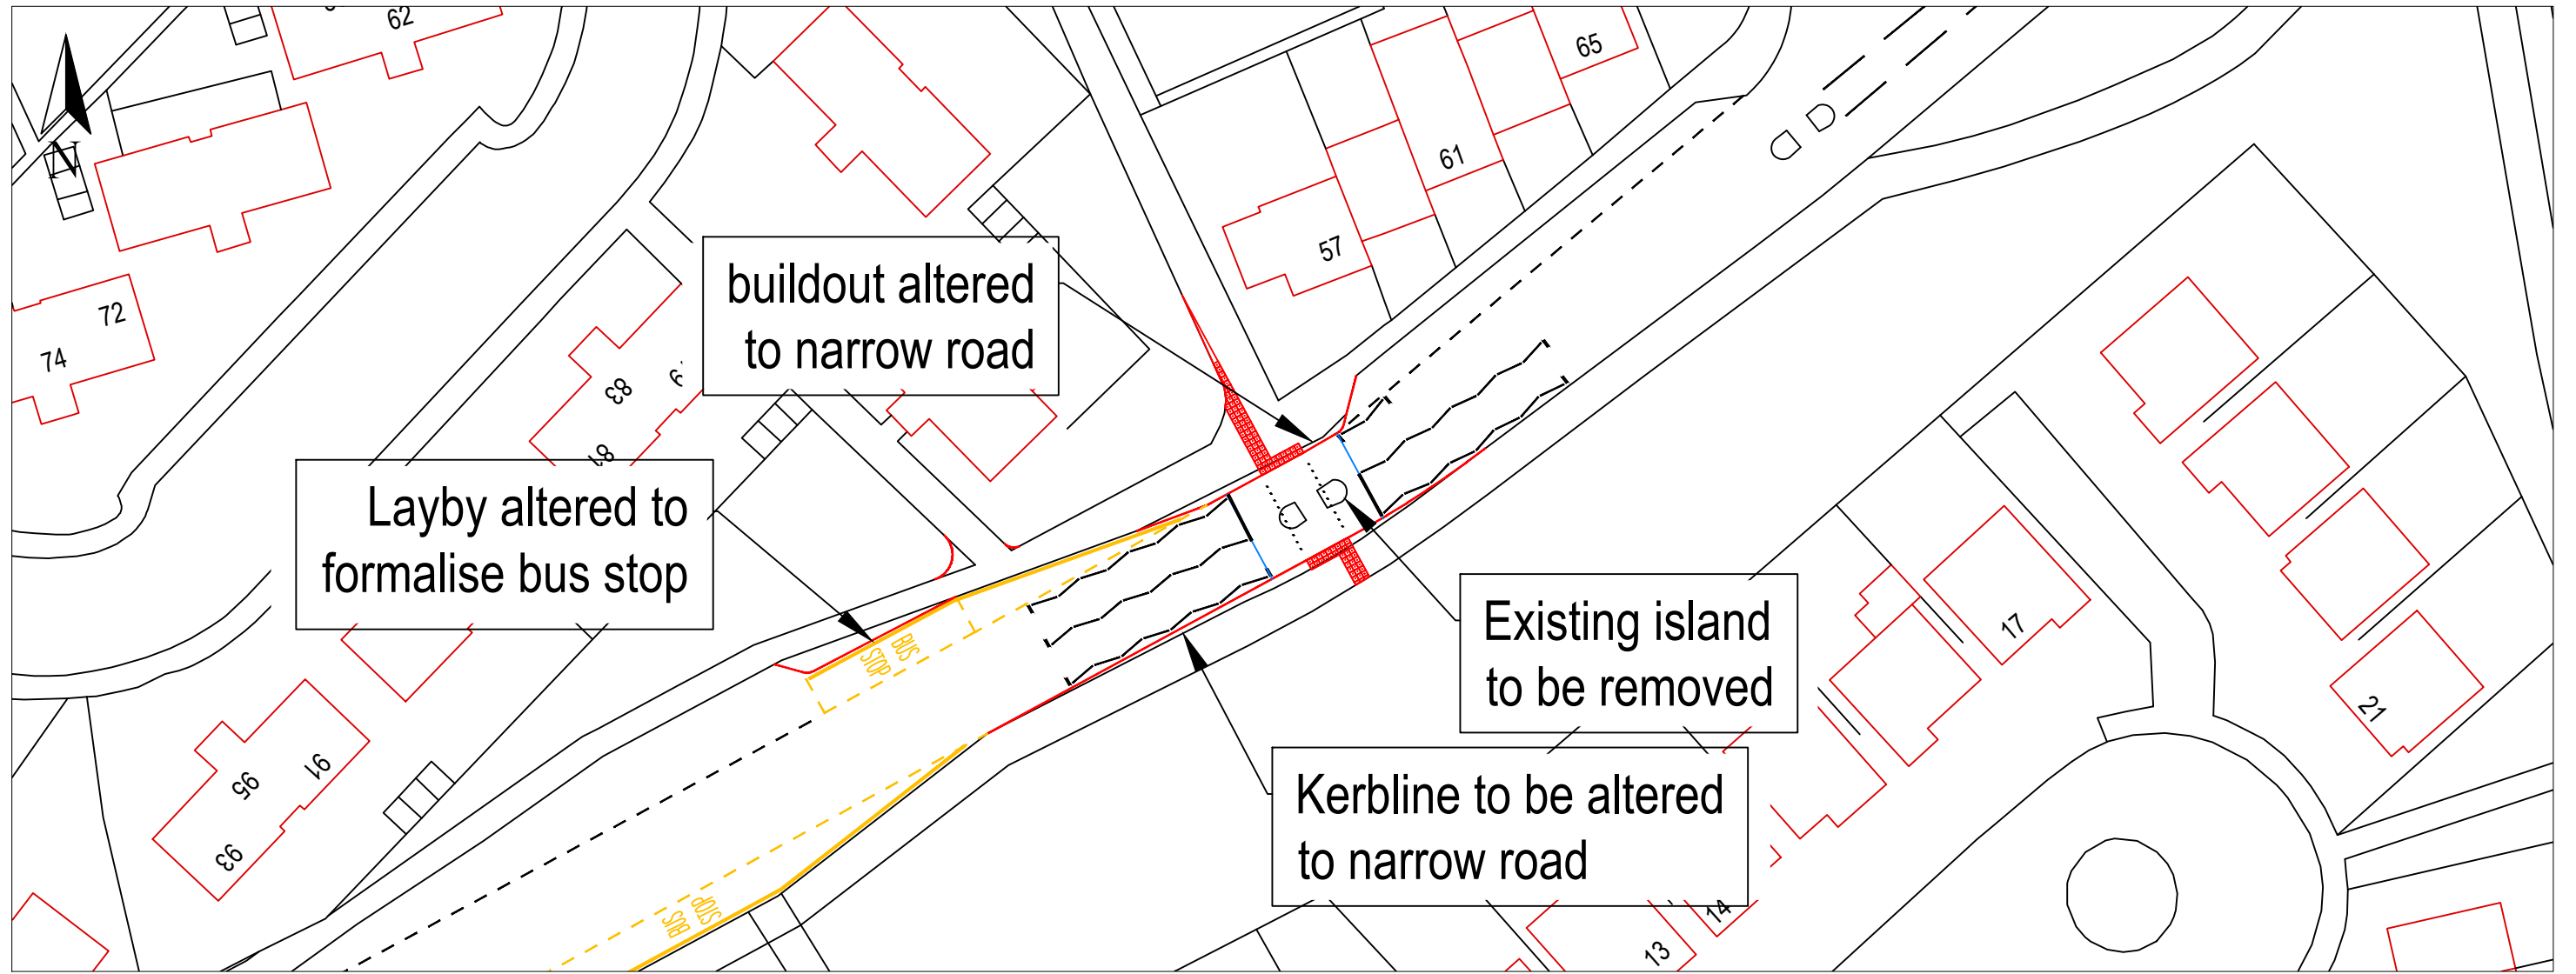 62
65
61
57
N
72
74
83
81
buildout altered
to narrow road
Layby altered to
formalise bus stop
BUS
STOP
Existing island
to be removed
17
21
Kerbline to be altered
to narrow road
95
91
93
BUS
STOP
14
13